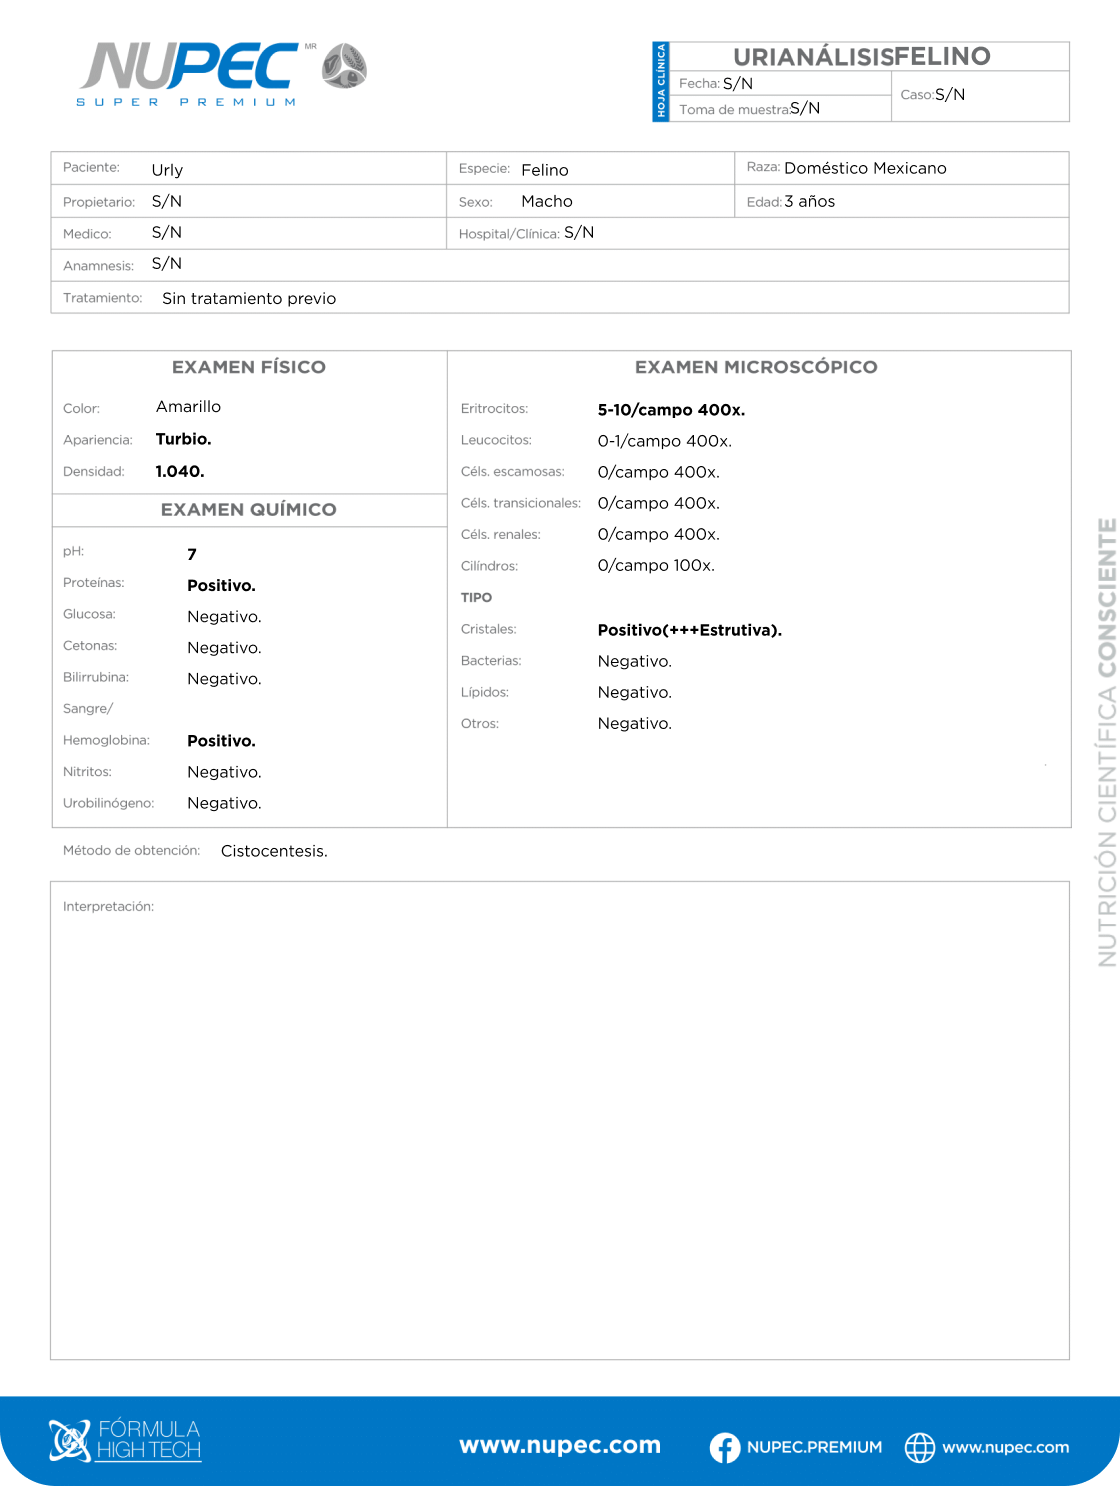 NUPEC MR
SUPER PREMIUM
HOJA CLÍNICA
URIANÁLISISFELINO
Fecha: S/N
Toma de muestra: S/N
Caso: S/N
Paciente: Urly
Especie: Felino
Raza: Doméstico Mexicano
Propietario: S/N
Sexo: Macho
Edad: 3 años
Medico: S/N
Hospital/Clínica: S/N
Anamnesis: S/N
Tratamiento: Sin tratamiento previo
EXAMEN FÍSICO
Color: Amarillo
Apariencia: Turbio.
Densidad: 1.040.
EXAMEN QUÍMICO
pH: 7
Proteínas: Positivo.
Glucosa: Negativo.
Cetonas: Negativo.
Bilirrubina: Negativo.
Sangre/
Hemoglobina: Positivo.
Nitritos: Negativo.
Urobilinógeno: Negativo.
EXAMEN MICROSCÓPICO
Eritrocitos: 5-10/campo 400x.
Leucocitos: 0-1/campo 400x.
Céls. escamosas: 0/campo 400x.
Céls. transicionales: 0/campo 400x.
Céls. renales: 0/campo 400x.
Cilíndros: 0/campo 100x.
TIPO
Cristales: Positivo(+++Estrutiva).
Bacterias: Negativo.
Lípidos: Negativo.
Otros: Negativo.
Método de obtención: Cistocentesis.
Interpretación:
NUTRICIÓN CIENTÍFICA CONSCIENTE
FÓRMULA
HIGH TECH
www.nupec.com
NUPEC.PREMIUM
www.nupec.com